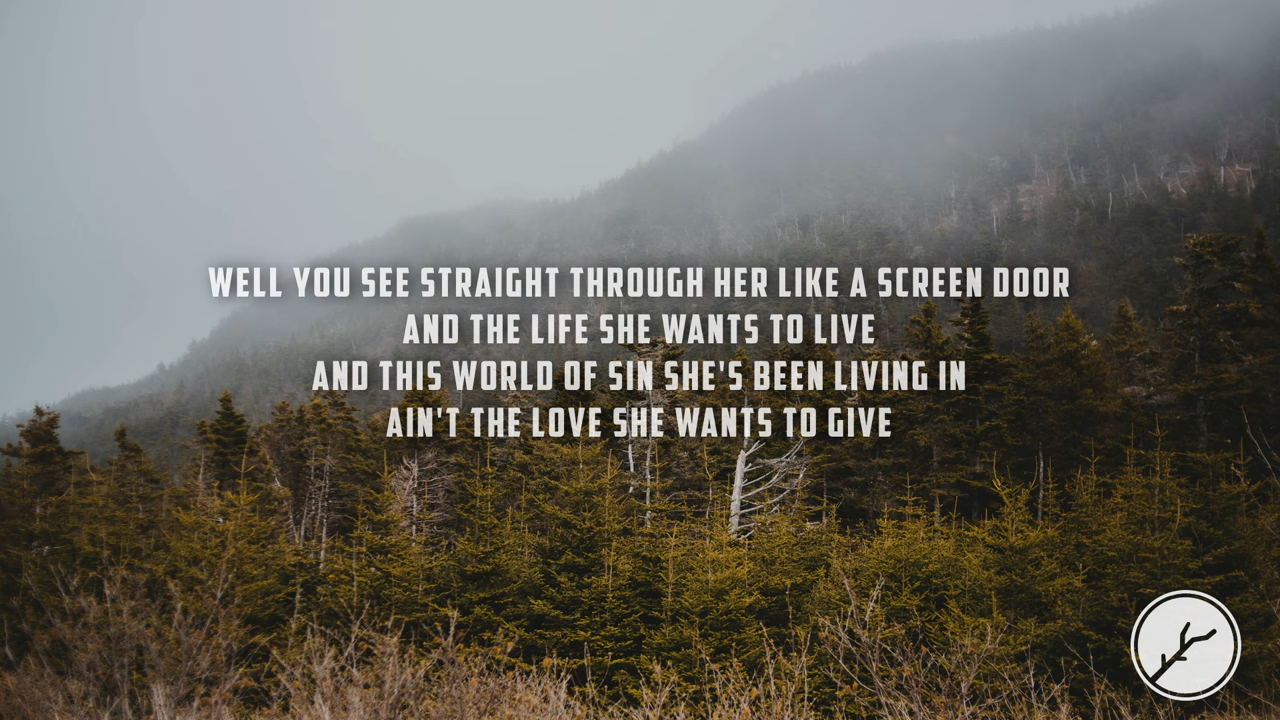 WELL YOU SEE STRAIGHT THROUGH HER LIKE A SCREEN DOOR
AND THE LIFE SHE WANTS TO LIVE
AND THIS WORLD OF SIN SHE'S BEEN LIVING IN
AIN'T THE LOVE SHE WANTS TO GIVE